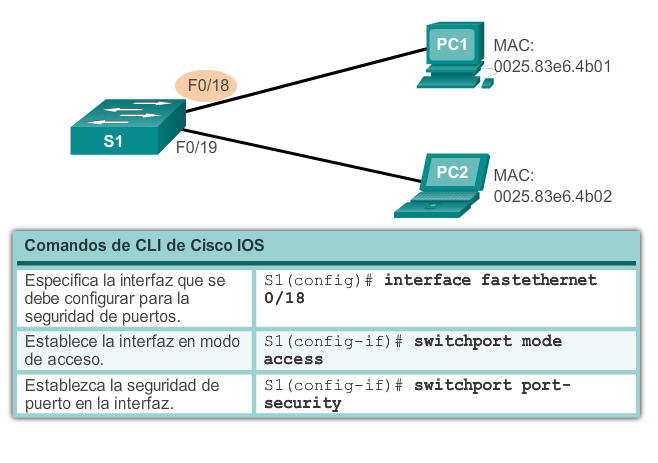 PC1
MAC:
0025.83e6.4b01
F0/18
S1
F0/19
PC2
MAC:
0025.83e6.4b02
Comandos de CLI de Cisco IOS
Especifica la interfaz que se
debe configurar para la
seguridad de puertos.
S1(config)# interface fastethernet
0/18
Establece la interfaz en modo
de acceso.
S1(config-if)# switchport mode
access
Establezca la seguridad de
puerto en la interfaz.
S1(config-if)# switchport port-
security